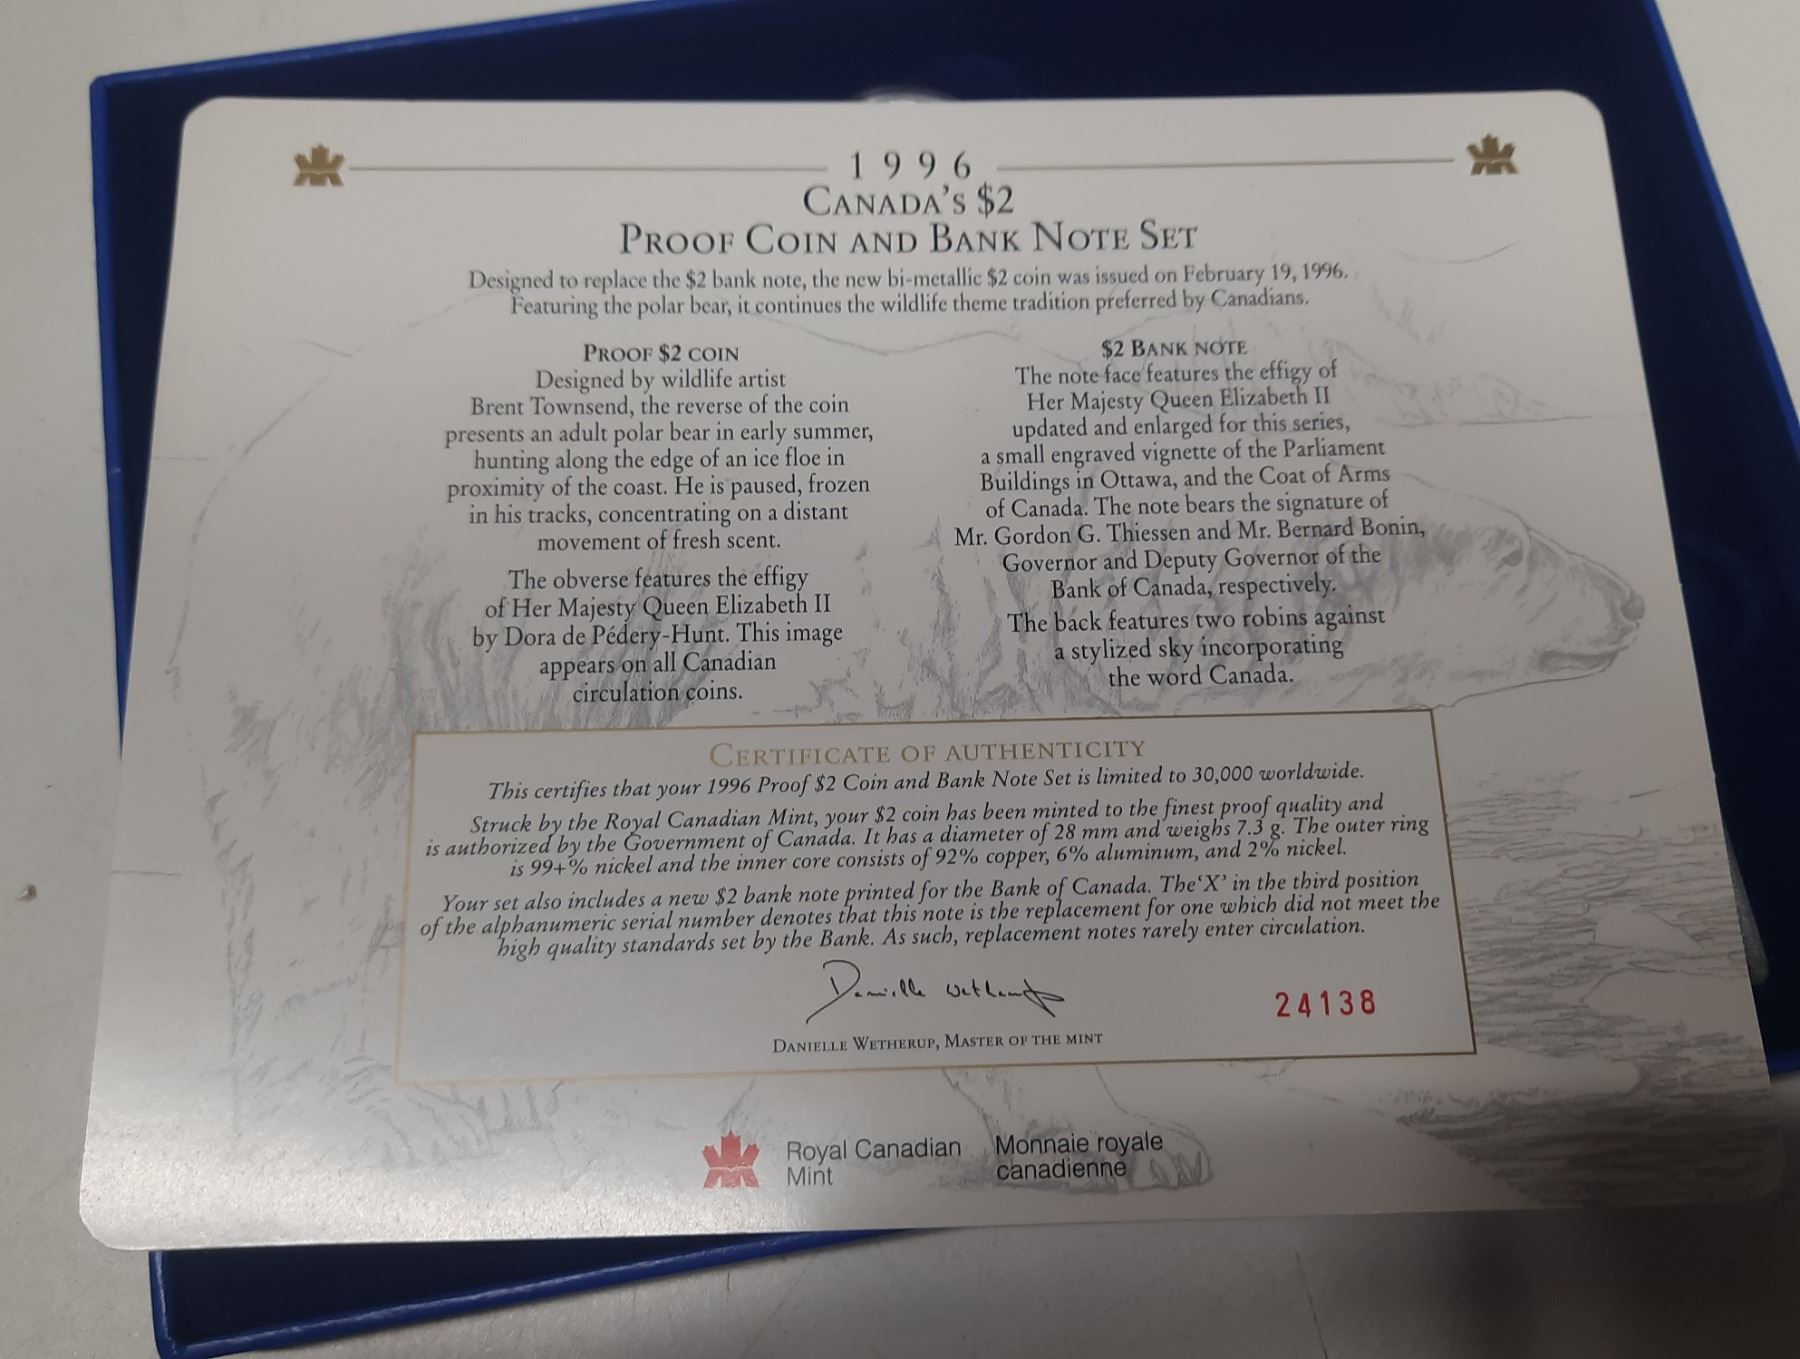 1996
CANADA'S $2
PROOF COIN AND BANK NOTE SET
Designed to replace the $2 bank note, the new bi-metallic $2 coin was issued on February 19, 1996.
Featuring the polar bear, it continues the wildlife theme tradition preferred by Canadians.
PROOF $2 COIN
Designed by wildlife artist
Brent Townsend, the reverse of the coin
presents an adult polar bear in early summer,
hunting along the edge of an ice floe in
proximity of the coast. He is paused, frozen
in his tracks, concentrating on a distant
movement of fresh scent.
The obverse features the effigy
of Her Majesty Queen Elizabeth II
by Dora de Pédery-Hunt. This image
appears on all Canadian
circulation coins.
$2 BANK NOTE
The note face features the effigy of
Her Majesty Queen Elizabeth II
updated and enlarged for this series,
a small engraved vignette of the Parliament
Buildings in Ottawa, and the Coat of Arms
of Canada. The note bears the signature of
Mr. Gordon G. Thiessen and Mr. Bernard Bonin,
Governor and Deputy Governor of the
Bank of Canada, respectively.
The back features two robins against
a stylized sky incorporating
the word Canada.
CERTIFICATE OF AUTHENTICITY
This certifies that your 1996 Proof $2 Coin and Bank Note Set is limited to 30,000 worldwide.
Struck by the Royal Canadian Mint, your $2 coin has been minted to the finest proof quality and
is authorized by the Government of Canada. It has a diameter of 28 mm and weighs 7.3 g. The outer ring
is 99+% nickel and the inner core consists of 92% copper, 6% aluminum, and 2% nickel.
Your set also includes a new $2 bank note printed for the Bank of Canada. The 'X' in the third position
of the alphanumeric serial number denotes that this note is the replacement for one which did not meet the
high quality standards set by the Bank. As such, replacement notes rarely enter circulation.
Danielle Wetherup
24138
DANIELLE WETHERUP, MASTER OF THE MINT
Royal Canadian
Mint
Monnaie royale
canadienne